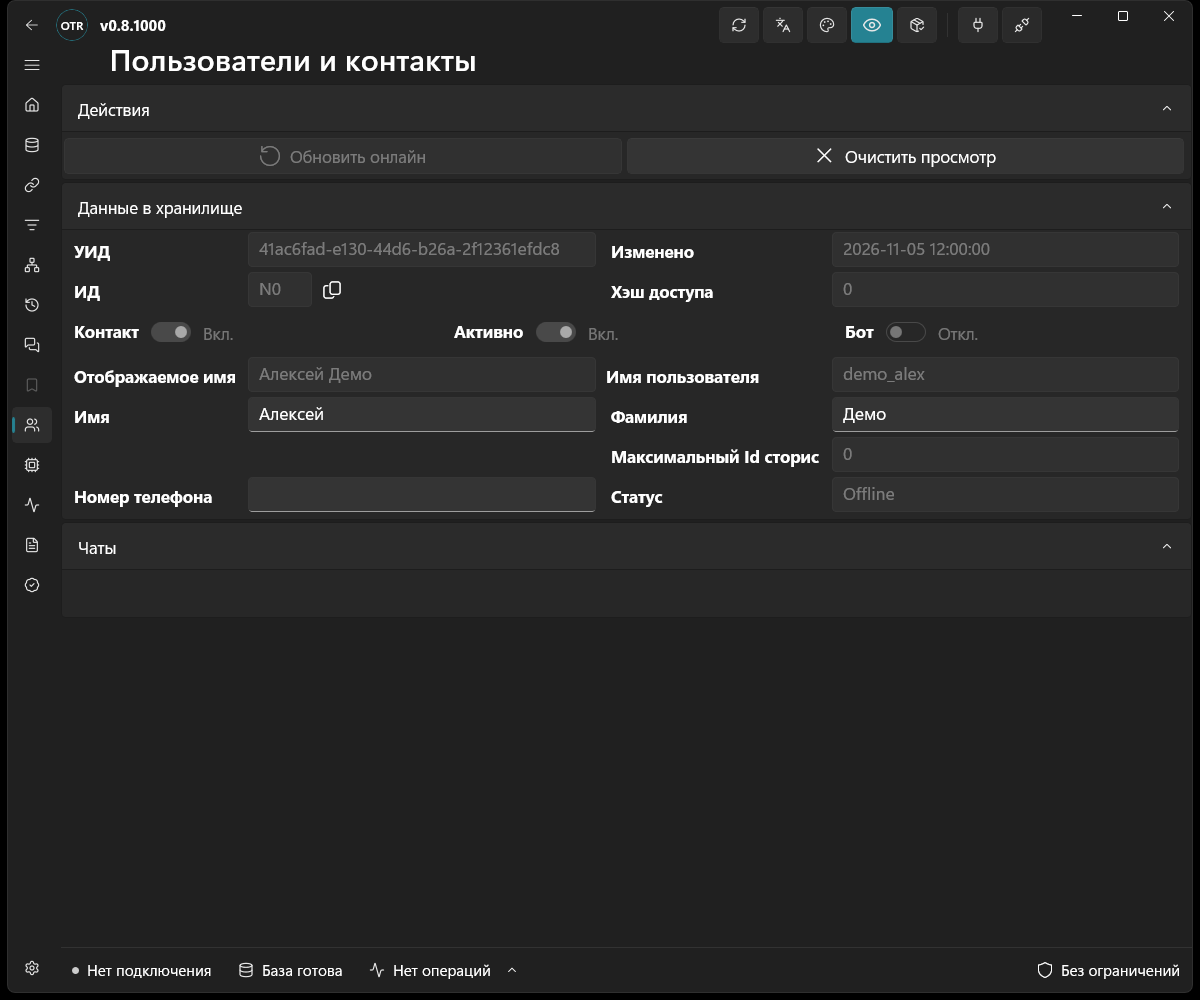 OTR v0.8.1000
Пользователи и контакты
Действия
Обновить онлайн Очистить просмотр
Данные в хранилище
УИД 41ac6fad-e130-44d6-b26a-2f12361efdc8 Изменено 2026-11-05 12:00:00
ИД N0 Хэш доступа 0
Контакт Вкл. Активно Вкл. Бот Откл.
Отображаемое имя Алексей Демо Имя пользователя demo_alex
Имя Алексей Фамилия Демо
Максимальный Id сторис 0
Номер телефона Статус Offline
Чаты
Нет подключения База готова Нет операций Без ограничений